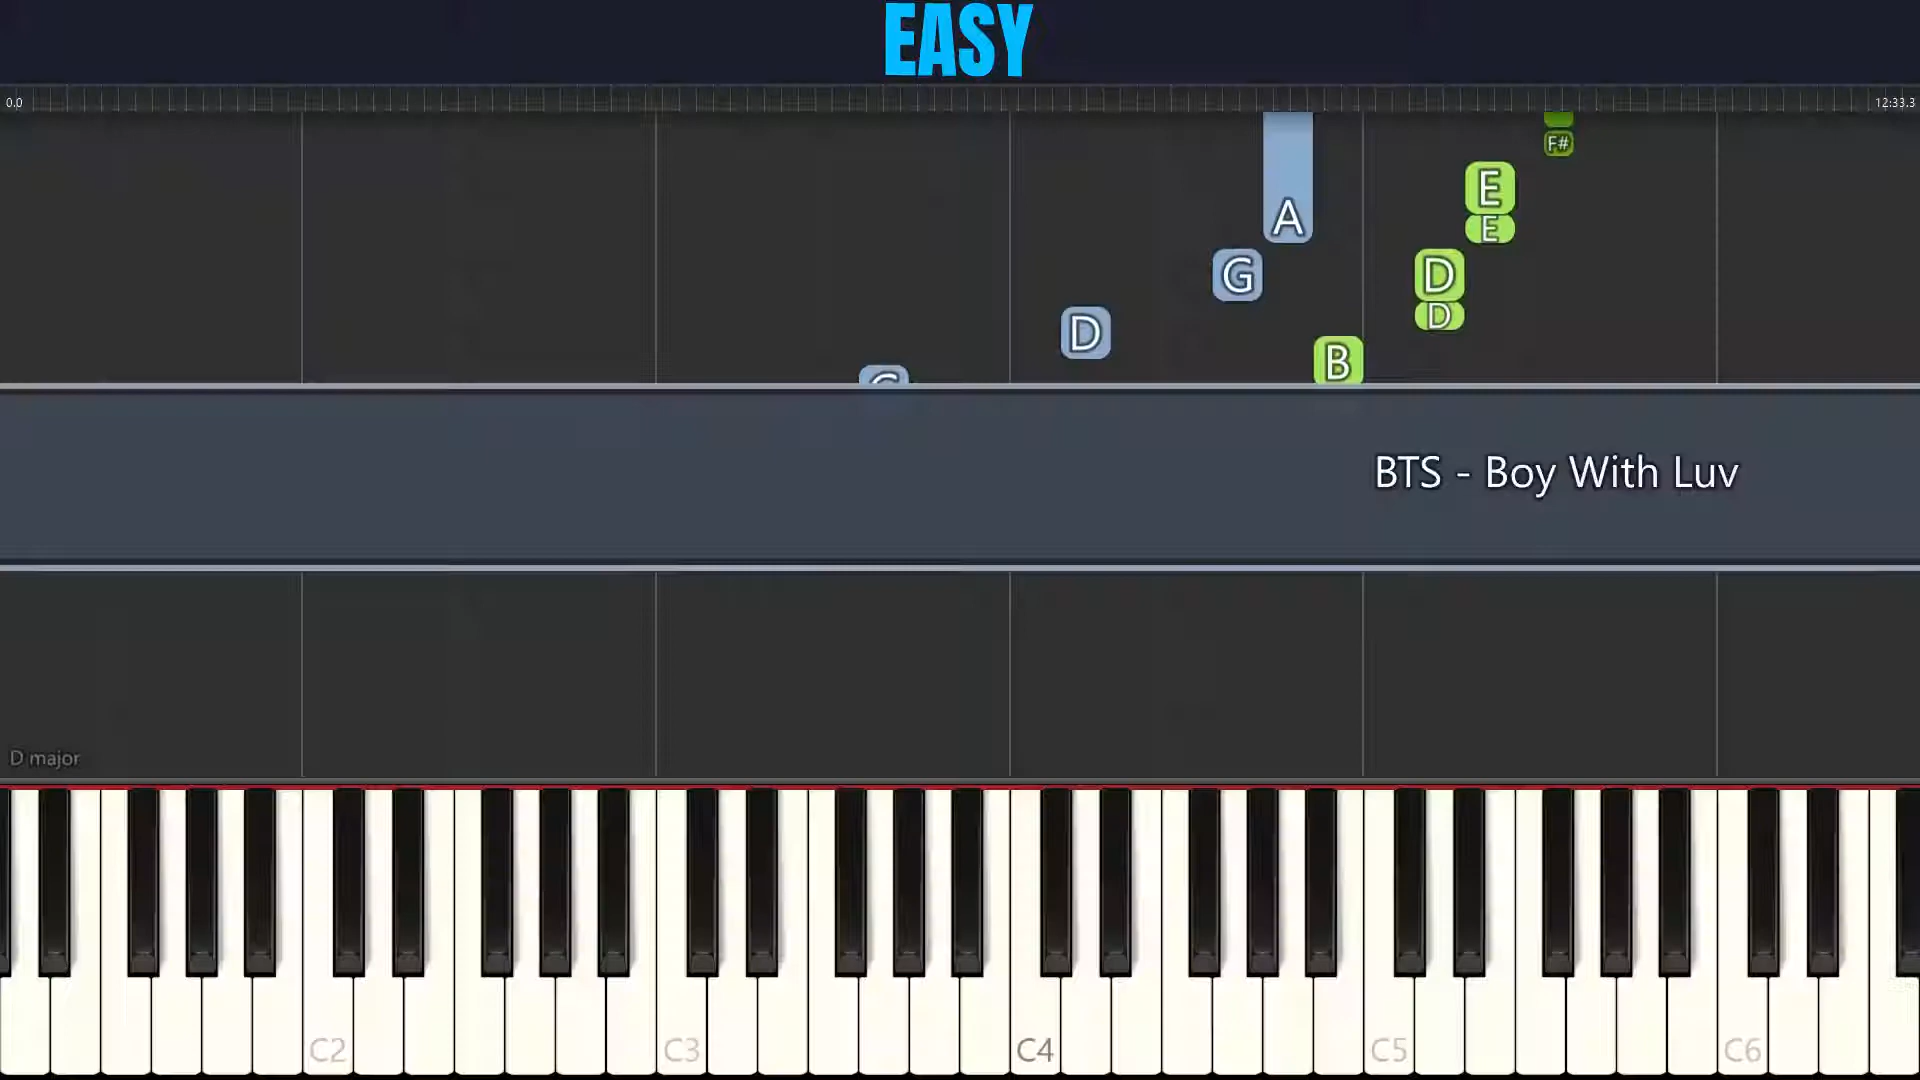 EASY
0.0
12:33.3
F#
E
A
E
G
D
D
D
B
G
BTS - Boy With Luv
D major
C2
C3
C4
C5
C6